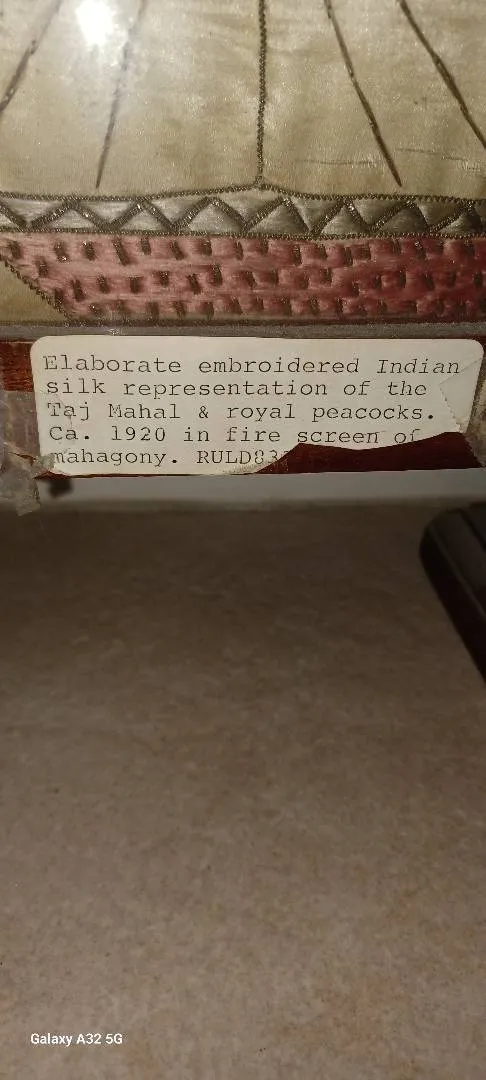 Elaborate embroidered Indian
silk representation of the
Taj Mahal & royal peacocks.
Ca. 1920 in fire screen of
mahagony.
Galaxy A32 5G